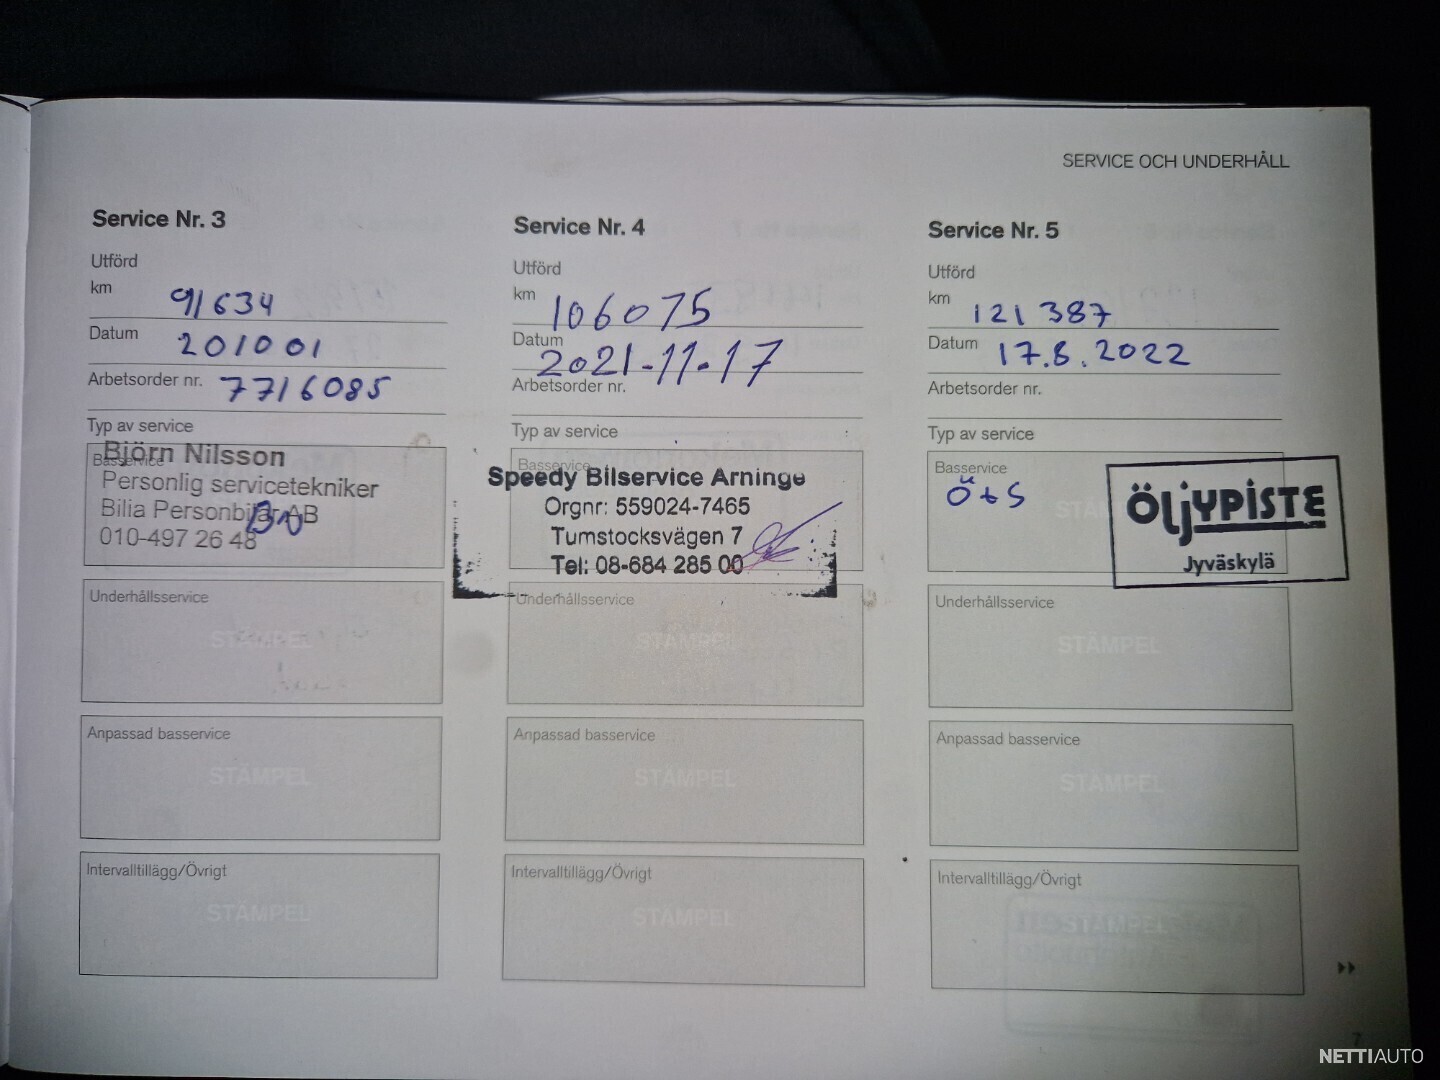 SERVICE OCH UNDERHÅLL
Service Nr. 3
Utförd
km 91634
Datum 201001
Arbetsorder nr. 7716085
Typ av service
Basservice
Björn Nilsson
Personlig servicetekniker
Bilia Personbilar AB
010-497 26 48
Underhållsservice
STÄMPEL
Anpassad basservice
STÄMPEL
Intervalltillägg/Övrigt
STÄMPEL
Service Nr. 4
Utförd
km 106075
Datum 2021-11-17
Arbetsorder nr.
Typ av service
Basservice
Speedy Bilservice Arninge
Orgnr: 559024-7465
Tumstocksvägen 7
Tel: 08-684 285 00
Underhållsservice
STÄMPEL
Anpassad basservice
STÄMPEL
Intervalltillägg/Övrigt
STÄMPEL
Service Nr. 5
Utförd
km 121 387
Datum 17.8.2022
Arbetsorder nr.
Typ av service
Basservice
Ö+S
ÖljYPISTE
Jyväskylä
Underhållsservice
STÄMPEL
Anpassad basservice
STÄMPEL
Intervalltillägg/Övrigt
STÄMPEL
7
NETTIAUTO